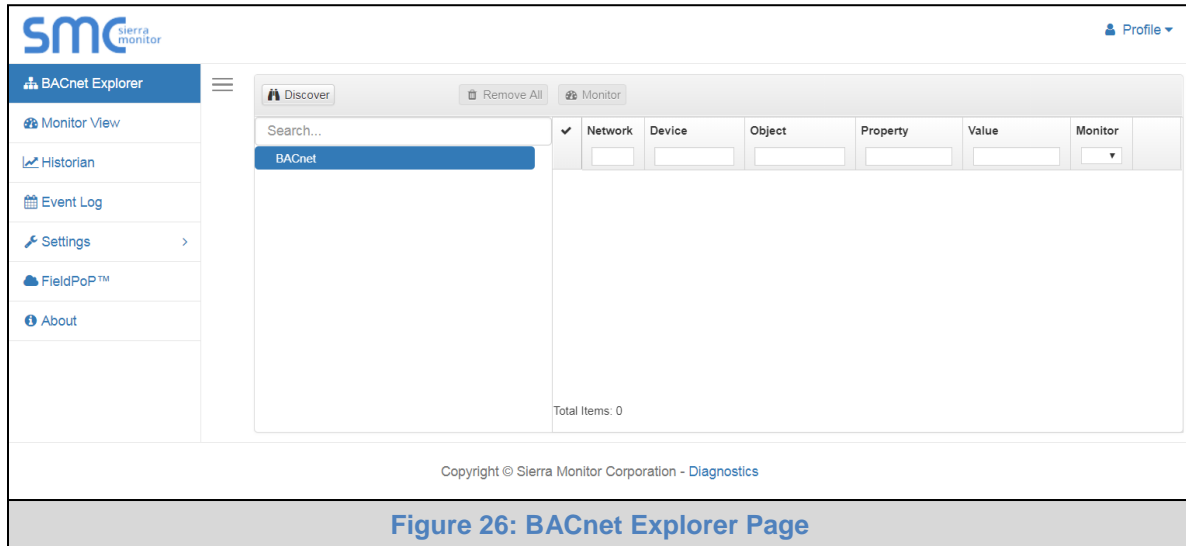 SMC sierra monitor
Profile
BACnet Explorer
Monitor View
Historian
Event Log
Settings
FieldPoP™
About
Discover
Remove All
Monitor
Search...
BACnet
Network Device Object Property Value Monitor
Total Items: 0
Copyright © Sierra Monitor Corporation - Diagnostics
Figure 26: BACnet Explorer Page